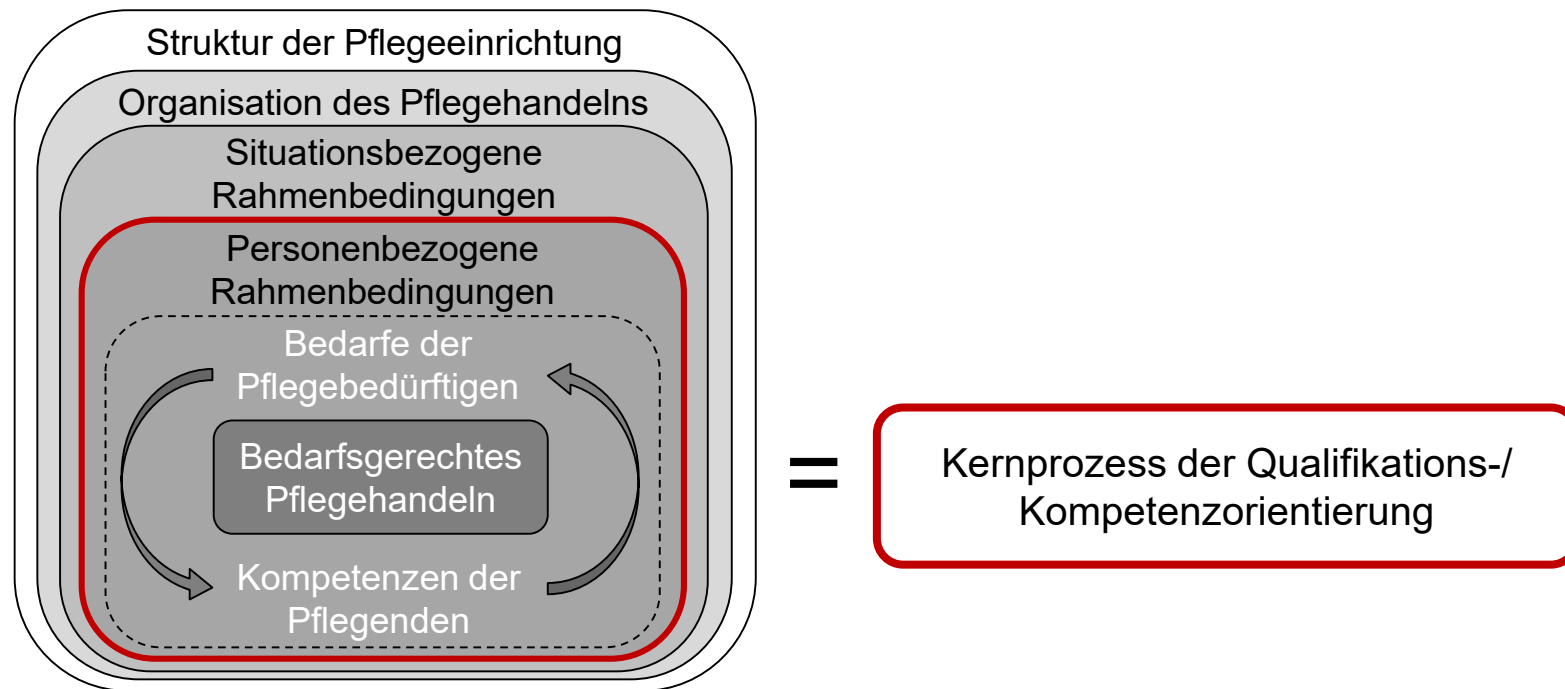 Struktur der Pflegeeinrichtung
Organisation des Pflegehandelns
Situationsbezogene
Rahmenbedingungen
Personenbezogene
Rahmenbedingungen
Bedarfe der
Pflegebedürftigen
Bedarfsgerechtes
Pflegehandeln
Kompetenzen der
Pflegenden
=
Kernprozess der Qualifikations-/
Kompetenzorientierung